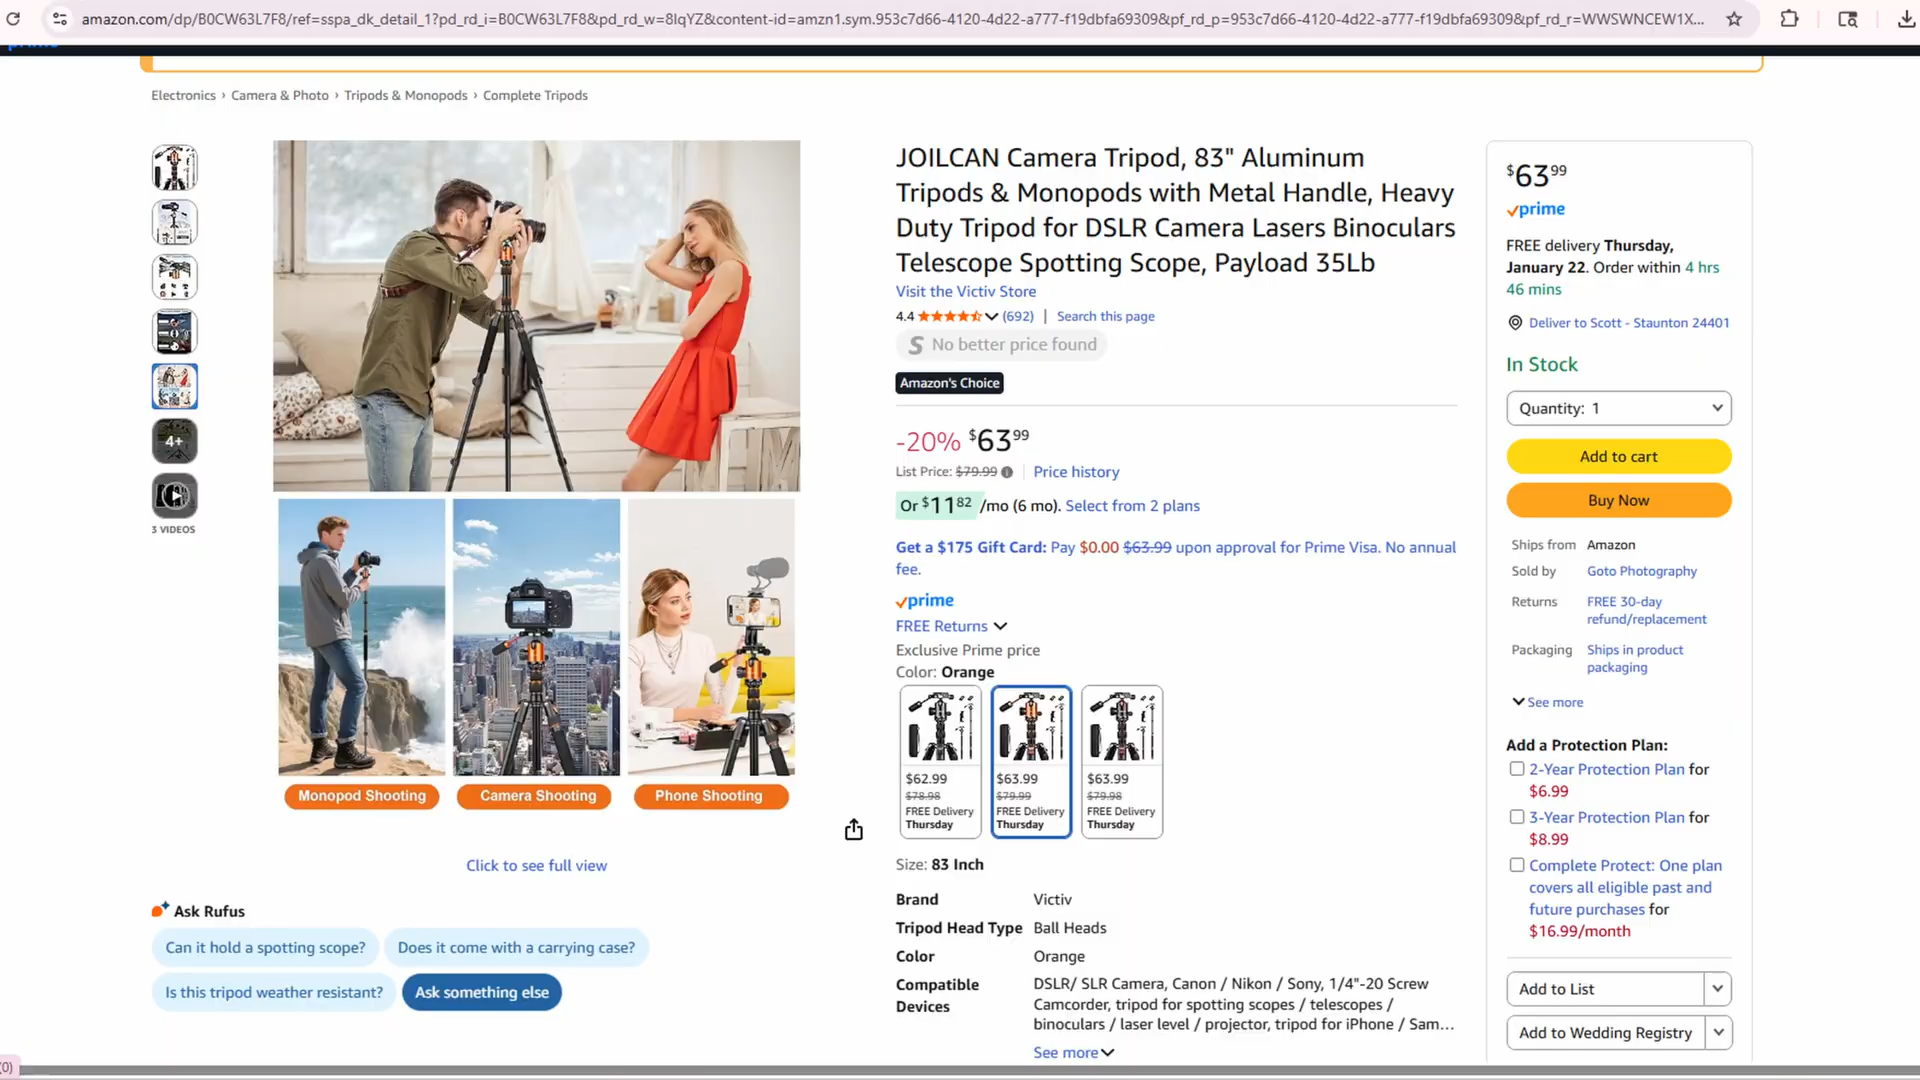 amazon.com/dp/B0CW63L7F8/ref=sspa_dk_detail_1?pd_rd_i=B0CW63L7F8&pd_rd_w=8lqYZ&content-id=amzn1.sym.953c7d66-4120-4d22-a777-f19dbfa69309&pf_rd_p=953c7d66-4120-4d22-a777-f19dbfa69309&pf_rd_r=WWSWNCEW1X...
Electronics › Camera & Photo › Tripods & Monopods › Complete Tripods
4+
3 VIDEOS
Monopod Shooting
Camera Shooting
Phone Shooting
Click to see full view
Ask Rufus
Can it hold a spotting scope?
Does it come with a carrying case?
Is this tripod weather resistant?
Ask something else
JOILCAN Camera Tripod, 83" Aluminum
Tripods & Monopods with Metal Handle, Heavy
Duty Tripod for DSLR Camera Lasers Binoculars
Telescope Spotting Scope, Payload 35Lb
Visit the Victiv Store
4.4 (692) | Search this page
S No better price found
Amazon's Choice
-20% $63 99
List Price: $79.99 Price history
Or $11 82 /mo (6 mo). Select from 2 plans
Get a $175 Gift Card: Pay $0.00 $63.99 upon approval for Prime Visa. No annual
fee.
prime
FREE Returns
Exclusive Prime price
Color: Orange
$62.99
$78.98
FREE Delivery
Thursday
$63.99
$79.99
FREE Delivery
Thursday
$63.99
$79.98
FREE Delivery
Thursday
Size: 83 Inch
Brand Victiv
Tripod Head Type Ball Heads
Color Orange
Compatible Devices DSLR/ SLR Camera, Canon / Nikon / Sony, 1/4"-20 Screw
Camcorder, tripod for spotting scopes / telescopes /
binoculars / laser level / projector, tripod for iPhone / Sam...
See more
$63 99
prime
FREE delivery Thursday,
January 22. Order within 4 hrs
46 mins
Deliver to Scott - Staunton 24401
In Stock
Quantity: 1
Add to cart
Buy Now
Ships from Amazon
Sold by Goto Photography
Returns FREE 30-day
refund/replacement
Packaging Ships in product
packaging
See more
Add a Protection Plan:
2-Year Protection Plan for
$6.99
3-Year Protection Plan for
$8.99
Complete Protect: One plan
covers all eligible past and
future purchases for
$16.99/month
Add to List
Add to Wedding Registry